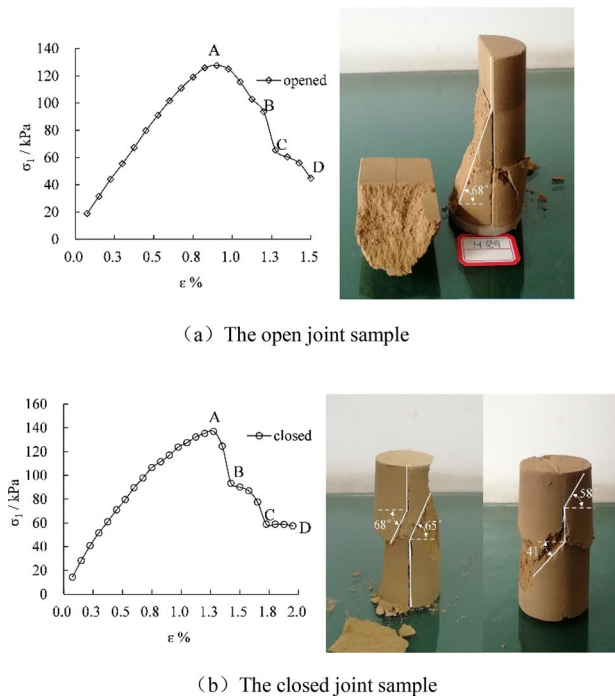 140
120
100
80
60
40
20
0
σ₁ / kPa
A
B
C
D
opened
0.0 0.3 0.5 0.8 1.0 1.3 1.5
ε %
68°
(a) The open joint sample
160
140
120
100
80
60
40
20
0
σ₁ / kPa
A
B
C
D
closed
0.0 0.3 0.5 0.8 1.0 1.3 1.5 1.8 2.0
ε %
68° 65°
58°
41°
(b) The closed joint sample